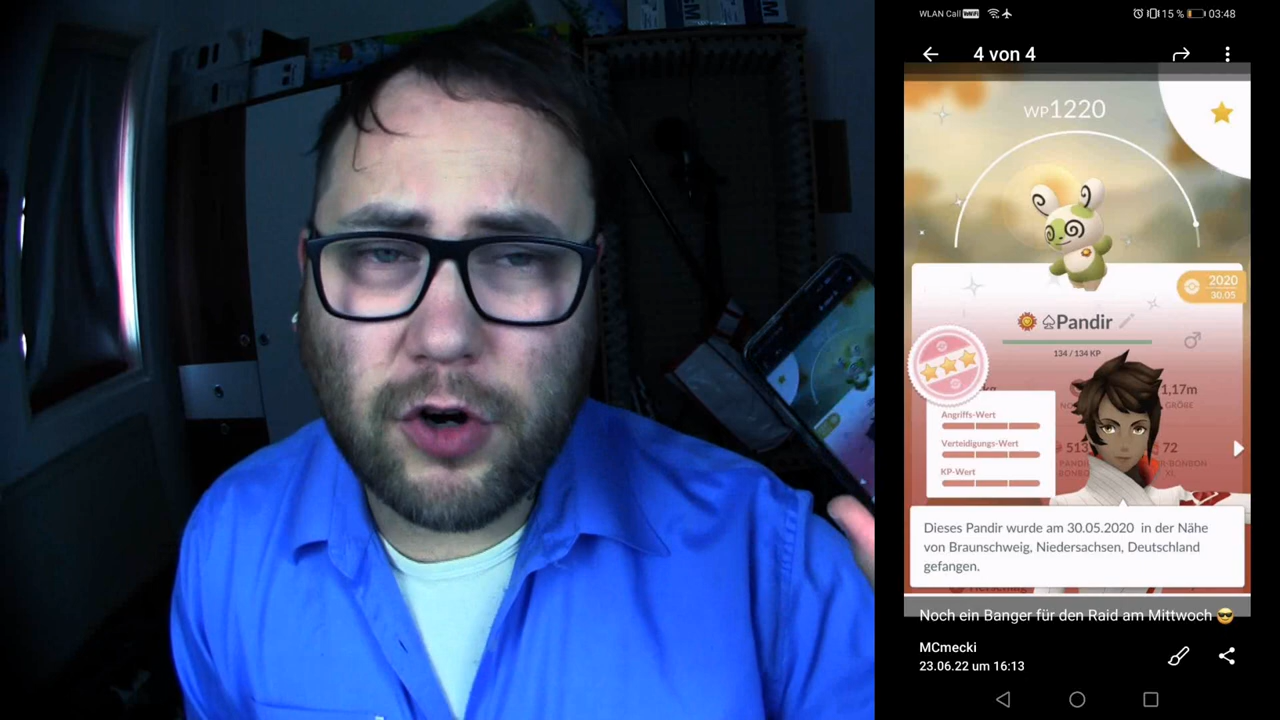 WLAN Call
15 %
03:48
4 von 4
WP1220
2020
30.05
Pandir
134 / 134 KP
kg
1,17m
GRÖßE
Angriffs-Wert
Verteidigungs-Wert
513
72
KP-Wert
Dieses Pandir wurde am 30.05.2020 in der Nähe
von Braunschweig, Niedersachsen, Deutschland
gefangen.
Noch ein Banger für den Raid am Mittwoch 😎
MCmecki
23.06.22 um 16:13